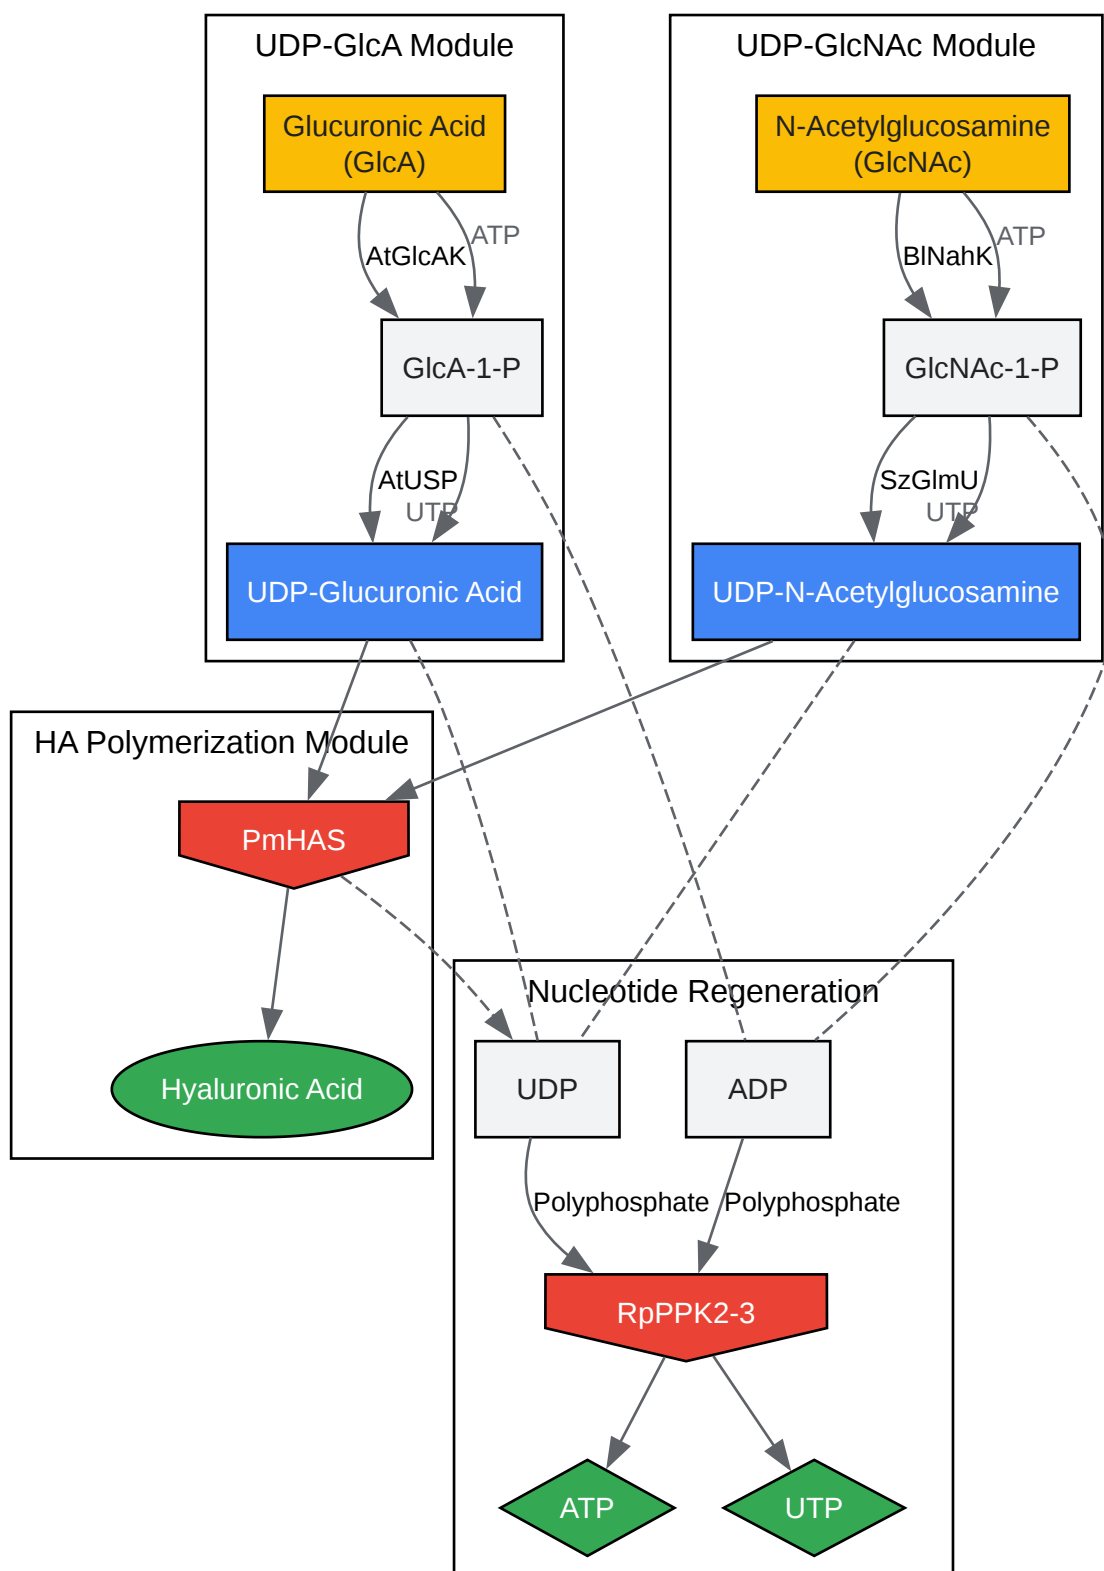 UDP-GlcA Module
UDP-GlcNAc Module
Glucuronic Acid
(GlcA)
N-Acetylglucosamine
(GlcNAc)
AtGlcAK
ATP
BlNahK
ATP
GlcA-1-P
GlcNAc-1-P
AtUSP
UTP
SzGlmU
UTP
UDP-Glucuronic Acid
UDP-N-Acetylglucosamine
HA Polymerization Module
PmHAS
Hyaluronic Acid
Nucleotide Regeneration
UDP
ADP
Polyphosphate
Polyphosphate
RpPPK2-3
ATP
UTP